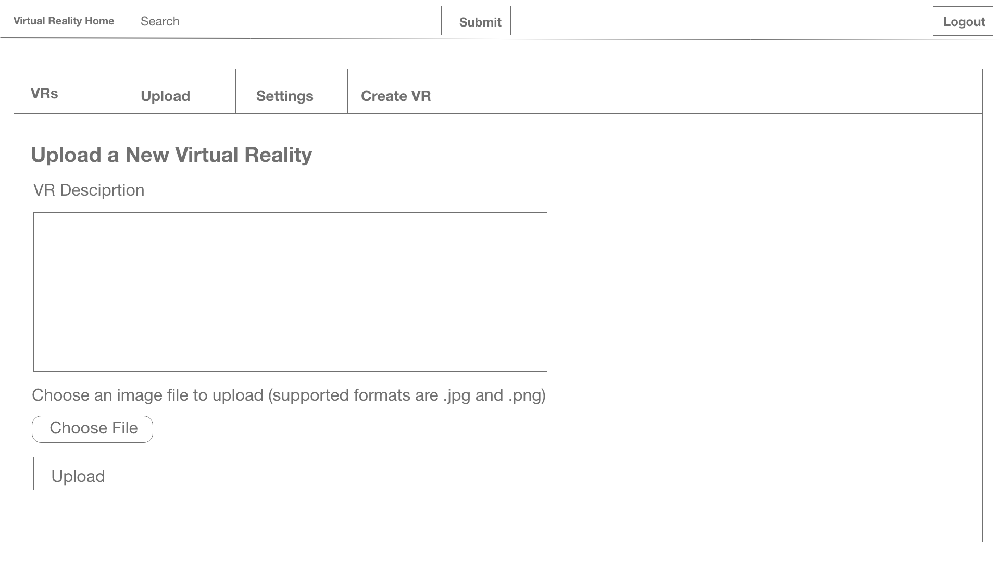 Virtual Reality Home Search Submit Logout
VRs Upload Settings Create VR
Upload a New Virtual Reality
VR Desciprtion
Choose an image file to upload (supported formats are .jpg and .png)
Choose File
Upload